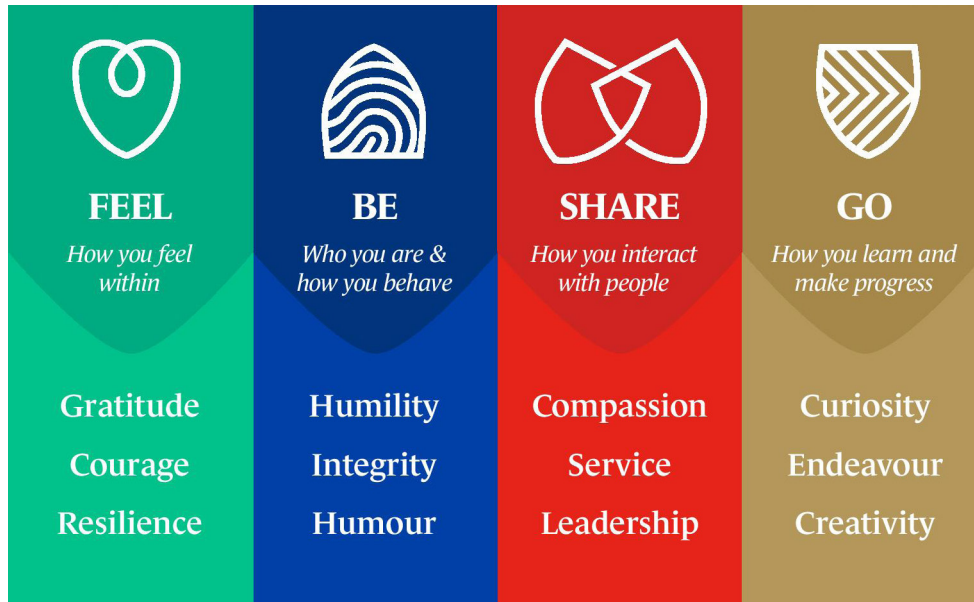 FEEL
How you feel
within
Gratitude
Courage
Resilience
BE
Who you are &
how you behave
Humility
Integrity
Humour
SHARE
How you interact
with people
Compassion
Service
Leadership
GO
How you learn and
make progress
Curiosity
Endeavour
Creativity